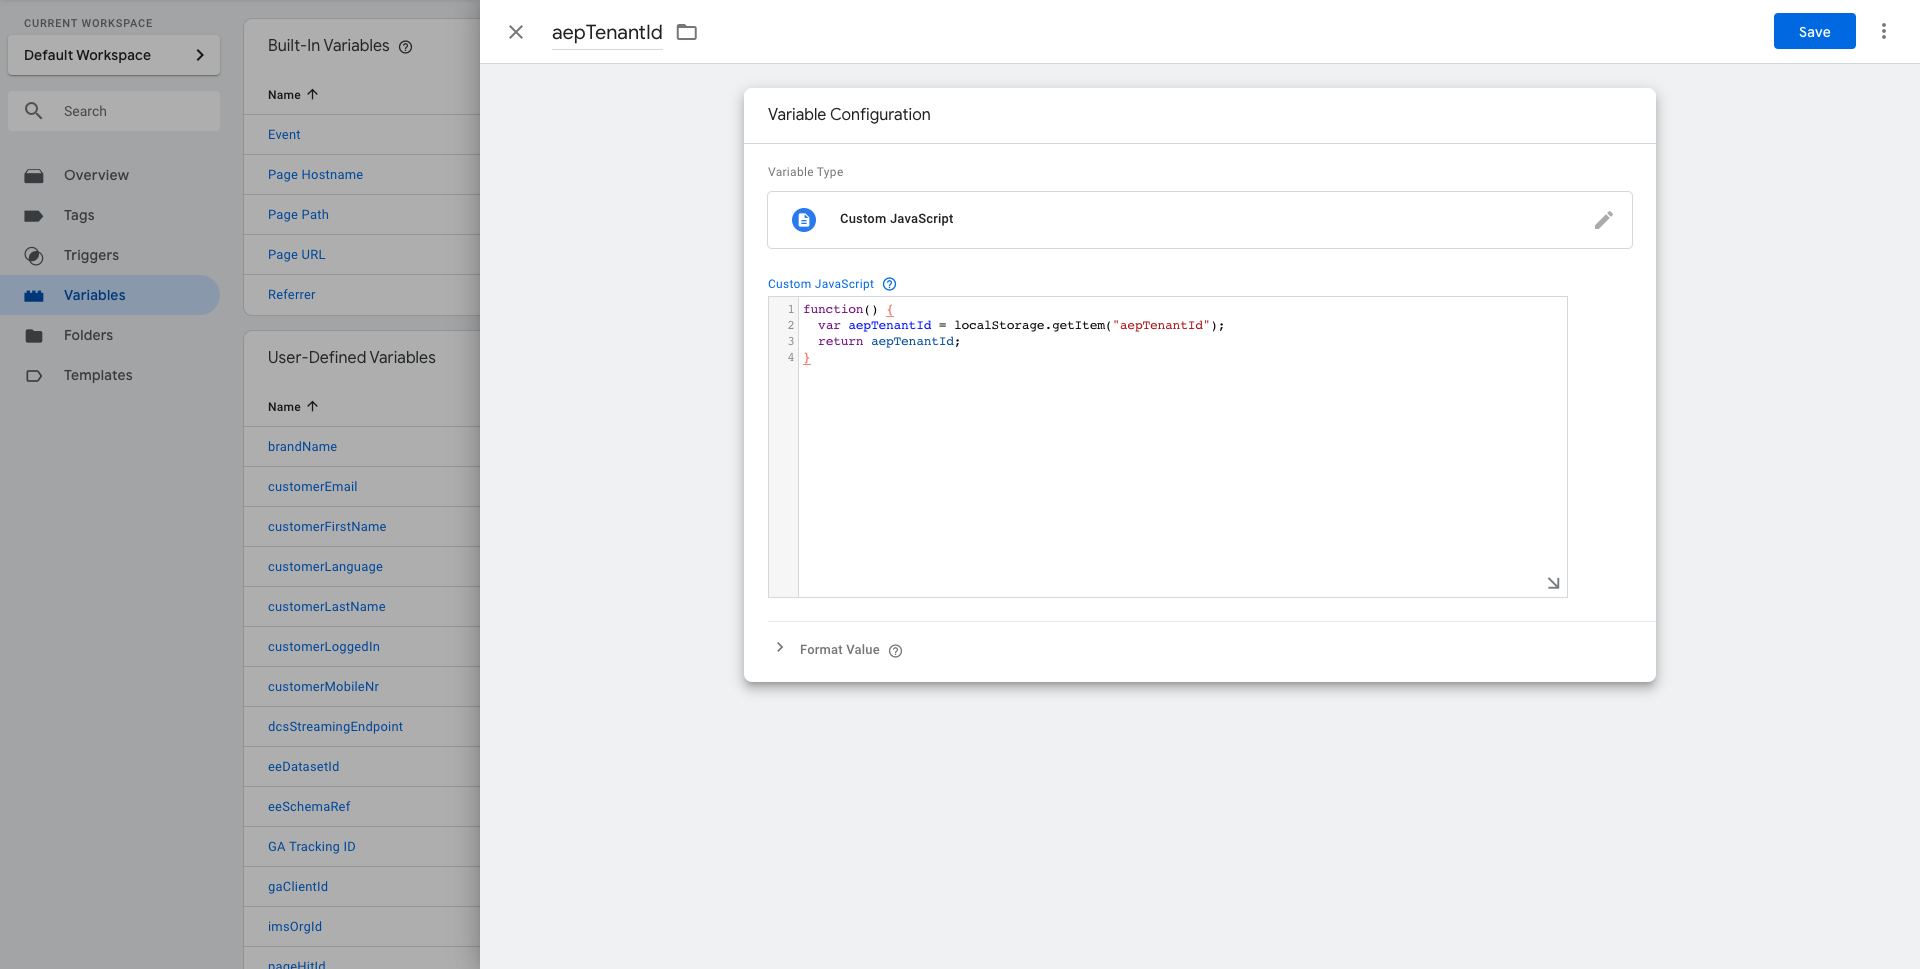 CURRENT WORKSPACE
Default Workspace
Search
Overview
Tags
Triggers
Variables
Folders
Templates
Built-In Variables
Name
Event
Page Hostname
Page Path
Page URL
Referrer
User-Defined Variables
Name
brandName
customerEmail
customerFirstName
customerLanguage
customerLastName
customerLoggedIn
customerMobileNr
dcsStreamingEndpoint
eeDatasetId
eeSchemaRef
GA Tracking ID
gaClientId
imsOrgId
pageHitId
aepTenantId
Save
Variable Configuration
Variable Type
Custom JavaScript
Custom JavaScript
1 function() {
2 var aepTenantId = localStorage.getItem("aepTenantId");
3 return aepTenantId;
4 }
Format Value